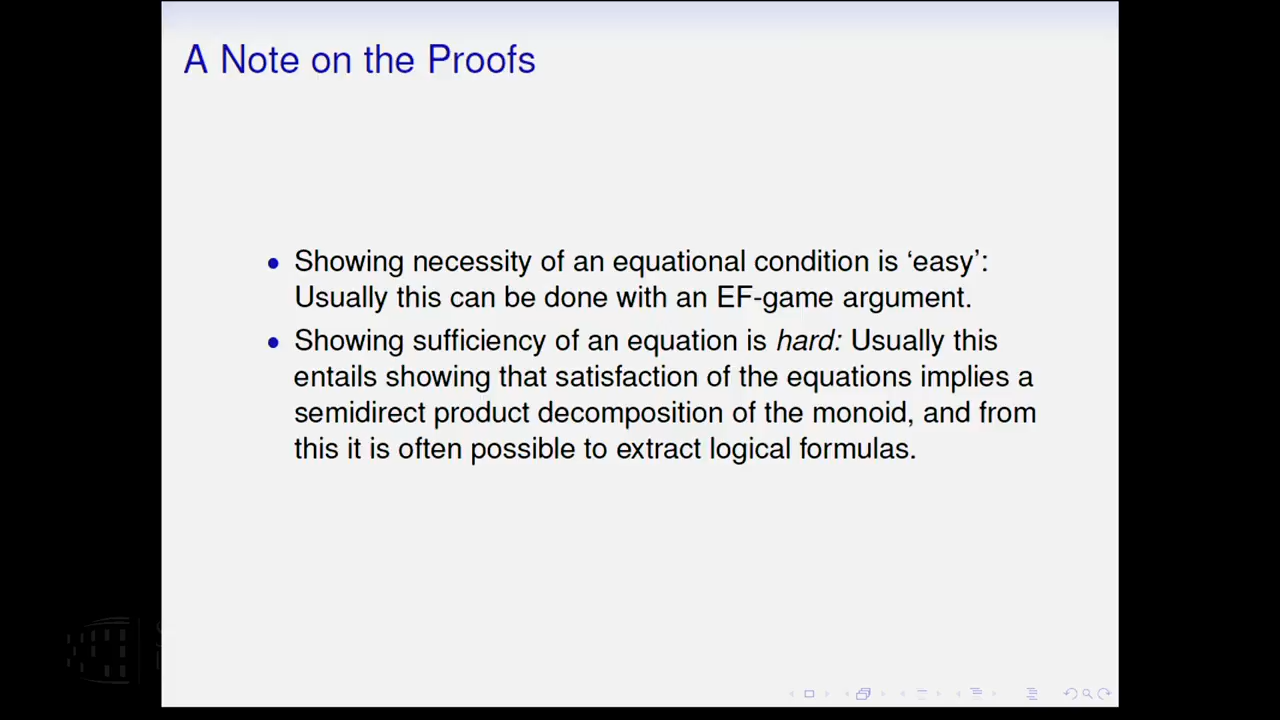 A Note on the Proofs
• Showing necessity of an equational condition is ‘easy’:
Usually this can be done with an EF-game argument.
• Showing sufficiency of an equation is hard: Usually this
entails showing that satisfaction of the equations implies a
semidirect product decomposition of the monoid, and from
this it is often possible to extract logical formulas.